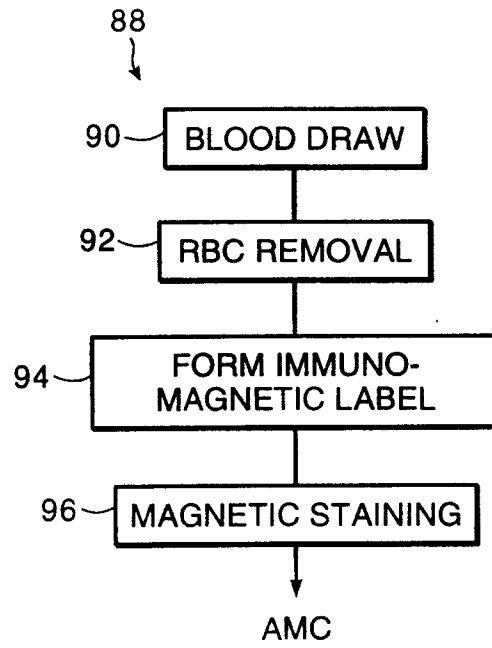 88
90 BLOOD DRAW
92 RBC REMOVAL
94 FORM IMMUNO-
MAGNETIC LABEL
96 MAGNETIC STAINING
AMC